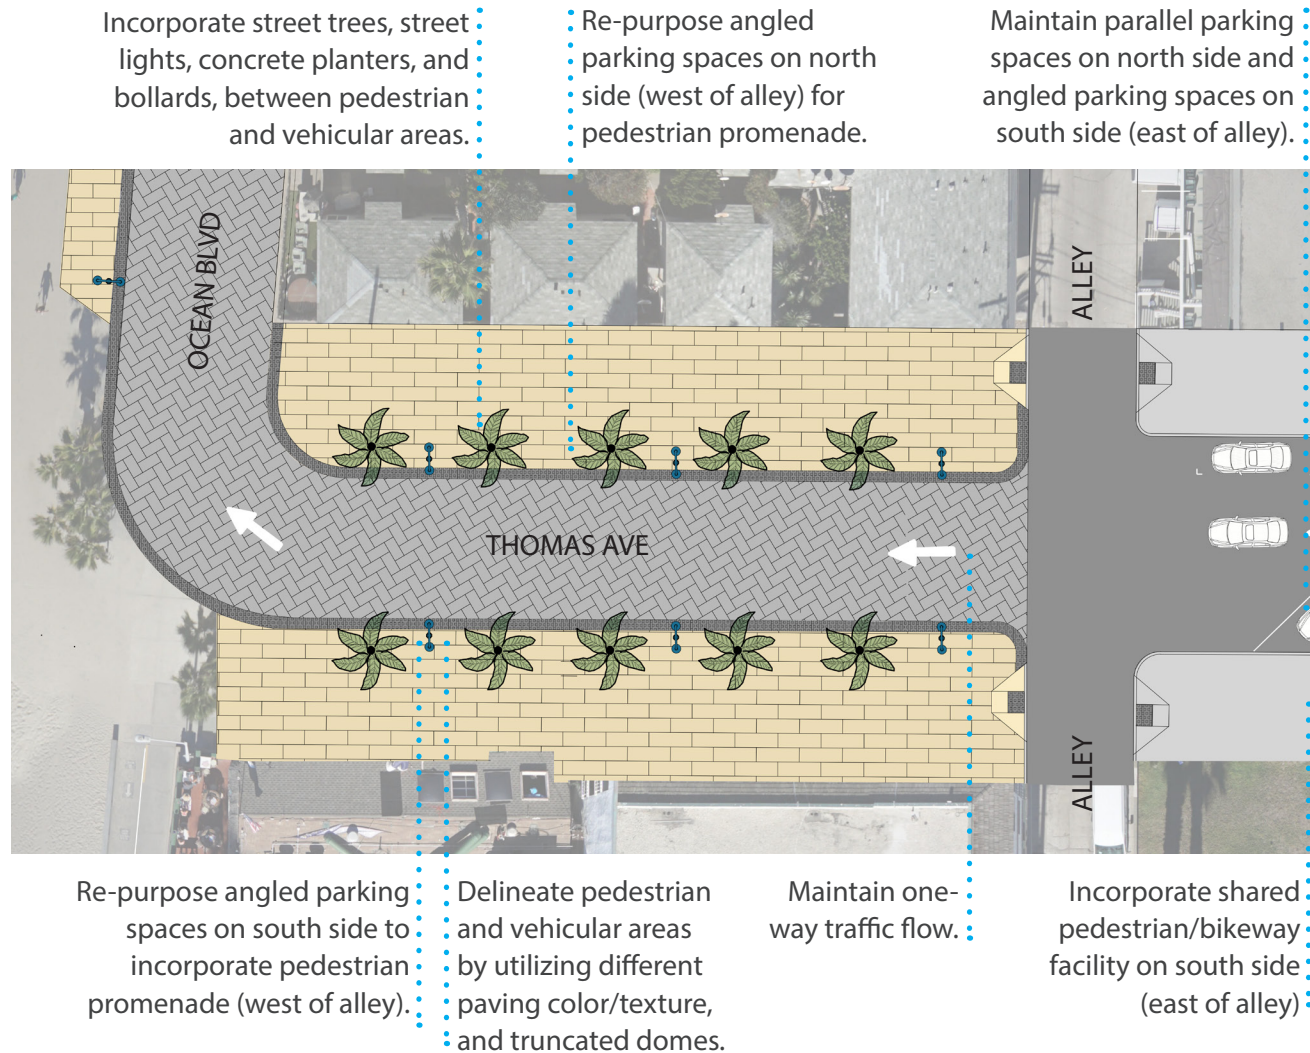 Incorporate street trees, street
lights, concrete planters, and
bollards, between pedestrian
and vehicular areas.
Re-purpose angled
parking spaces on north
side (west of alley) for
pedestrian promenade.
Maintain parallel parking
spaces on north side and
angled parking spaces on
south side (east of alley).
OCEAN BLVD
ALLEY
THOMAS AVE
ALLEY
Re-purpose angled parking
spaces on south side to
incorporate pedestrian
promenade (west of alley).
Delineate pedestrian
and vehicular areas
by utilizing different
paving color/texture,
and truncated domes.
Maintain one-
way traffic flow.
Incorporate shared
pedestrian/bikeway
facility on south side
(east of alley)